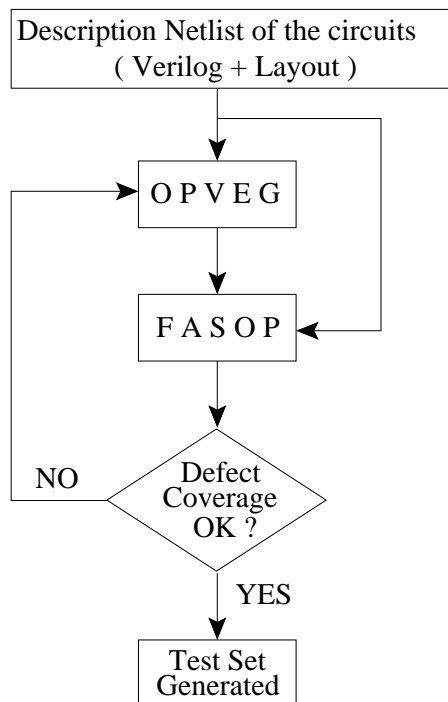 Description Netlist of the circuits
( Verilog + Layout )
O P V E G
F A S O P
NO
Defect
Coverage
OK ?
YES
Test Set
Generated